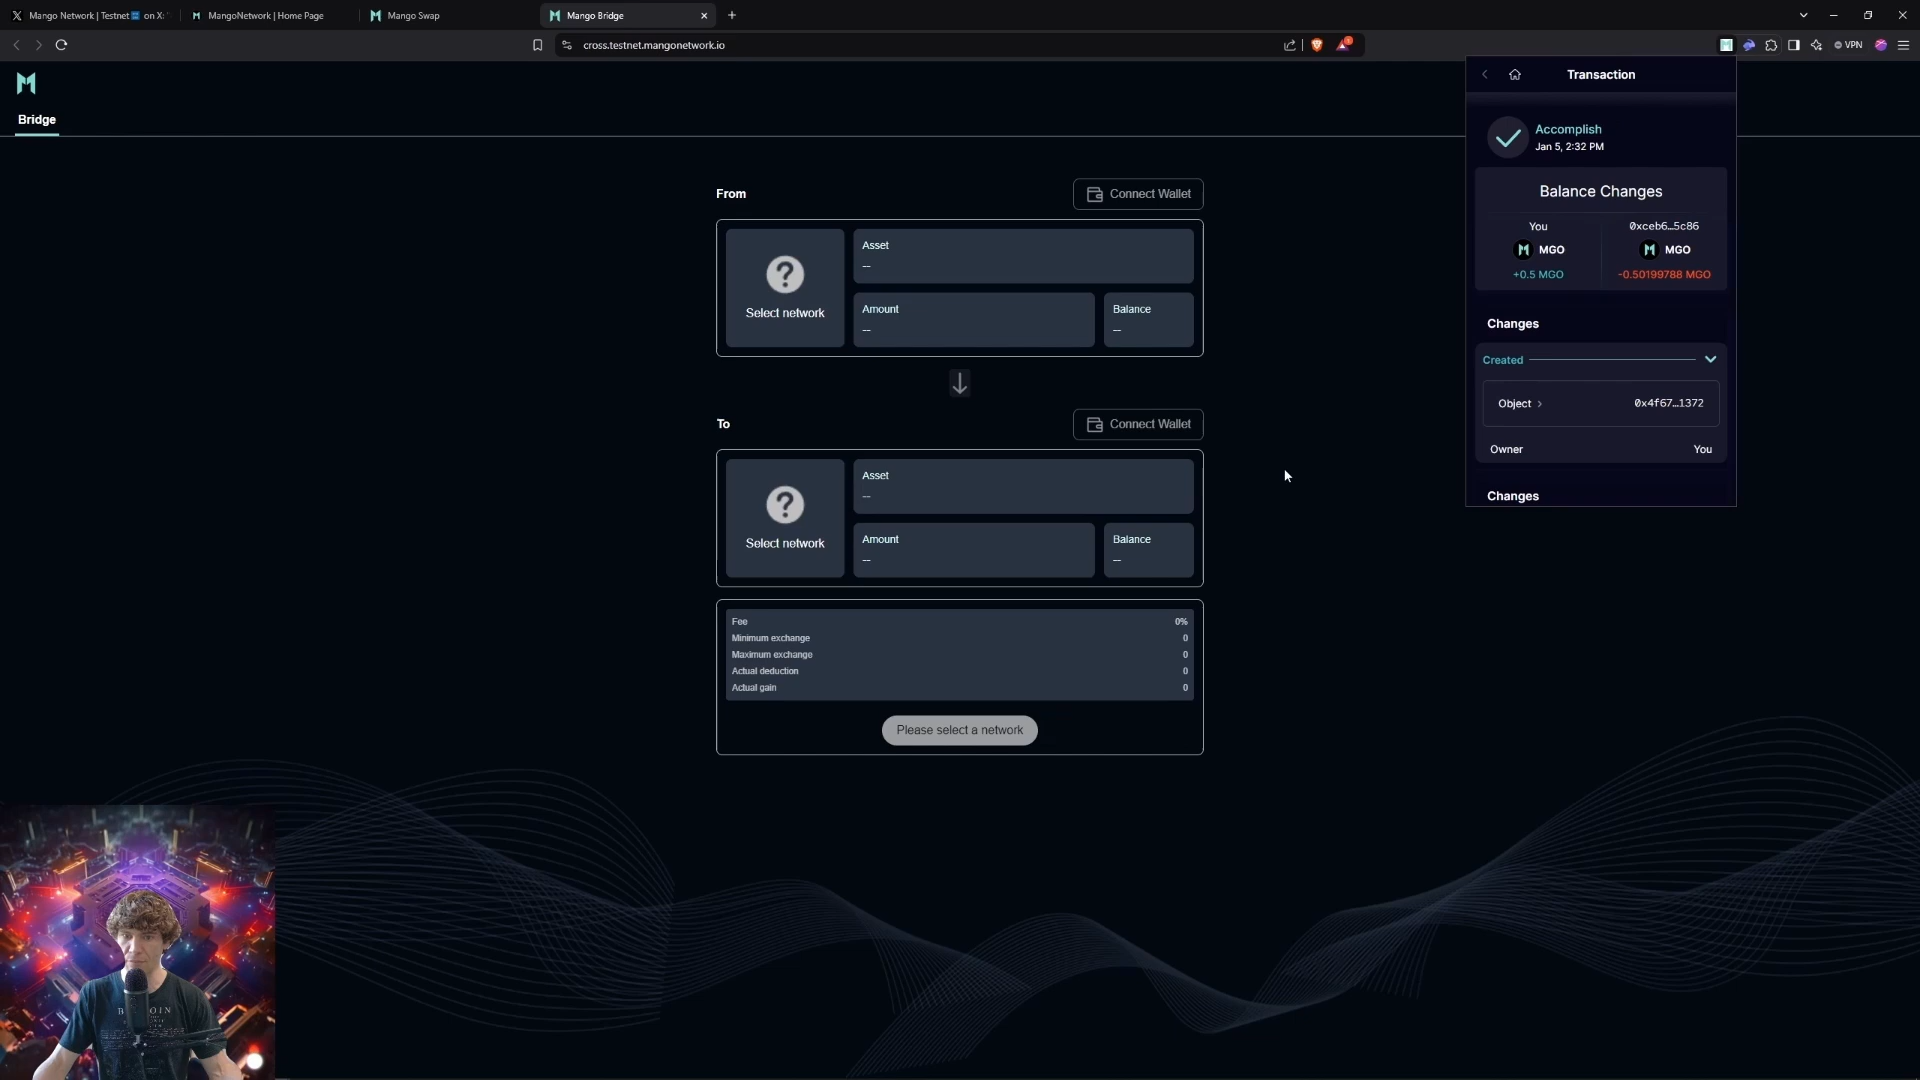 Mango Network | Testnet on X:
MangoNetwork | Home Page
Mango Swap
Mango Bridge
cross.testnet.mangonetwork.io
VPN
Bridge
From
Connect Wallet
Select network
Asset
--
Amount
--
Balance
--
To
Connect Wallet
Select network
Asset
--
Amount
--
Balance
--
Fee 0%
Minimum exchange 0
Maximum exchange 0
Actual deduction 0
Actual gain 0
Please select a network
Transaction
Accomplish
Jan 5, 2:32 PM
Balance Changes
You 0xceb6…5c86
MGO MGO
+0.5 MGO -0.50199788 MGO
Changes
Created
Object 0x4f67…1372
Owner You
Changes